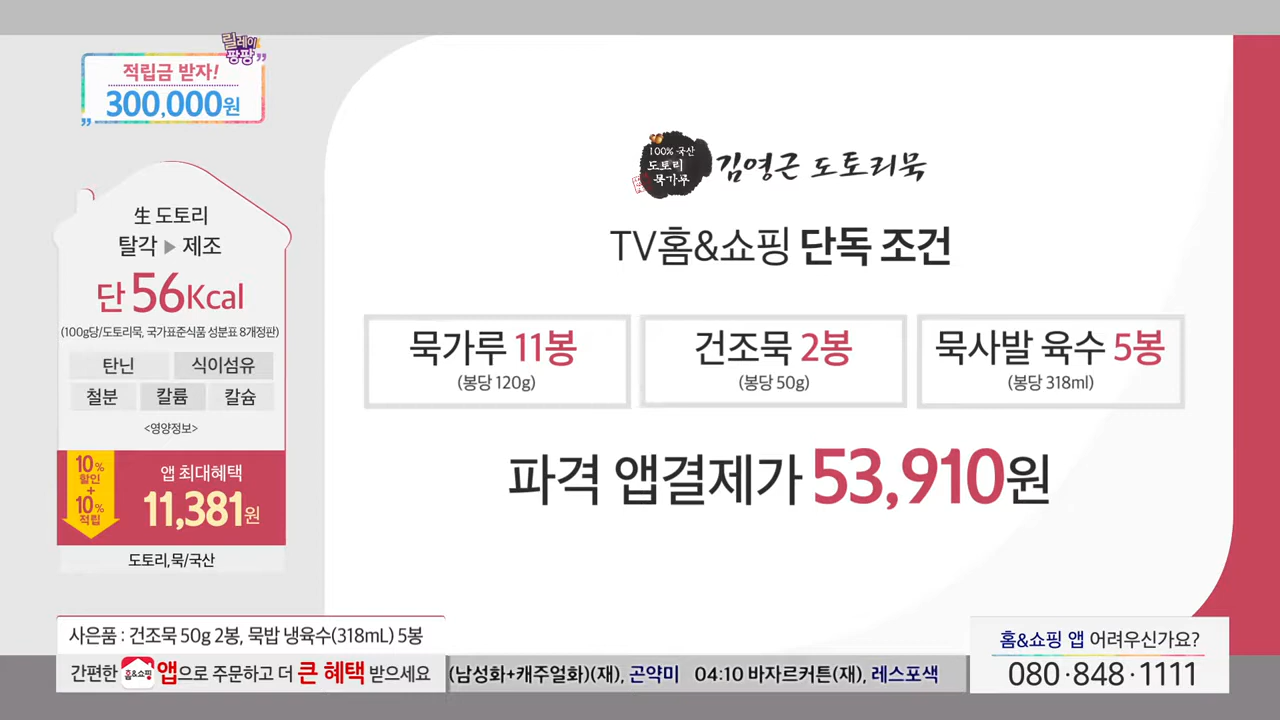 릴레이
팡팡
적립금 받자!
300,000원
生 도토리
탈각 ▶ 제조
단 56Kcal
(100g당/도토리묵, 국가표준식품 성분표 8개정판)
탄닌 식이섬유
철분 칼륨 칼슘
<영양정보>
10%
할인
+
10%
적립
앱 최대혜택
11,381원
도토리,묵/국산
100% 국산
도토리
묵가루
김영근 도토리묵
TV홈&쇼핑 단독 조건
묵가루 11봉
(봉당 120g)
건조묵 2봉
(봉당 50g)
묵사발 육수 5봉
(봉당 318ml)
파격 앱결제가 53,910원
사은품 : 건조묵 50g 2봉, 묵밥 냉육수(318mL) 5봉
간편한 홈&쇼핑 앱으로 주문하고 더 큰 혜택 받으세요
(남성화+캐주얼화)(재), 곤약미 04:10 바자르커튼(재), 레스포색
홈&쇼핑 앱 어려우신가요?
080·848·1111